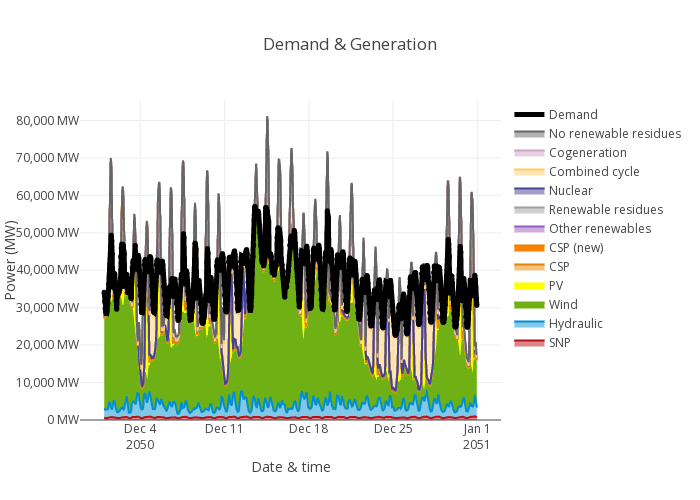 Demand & Generation
80,000 MW
70,000 MW
60,000 MW
50,000 MW
40,000 MW
30,000 MW
20,000 MW
10,000 MW
0 MW
Power (MW)
Dec 4
2050
Dec 11
Dec 18
Dec 25
Jan 1
2051
Date & time
Demand
No renewable residues
Cogeneration
Combined cycle
Nuclear
Renewable residues
Other renewables
CSP (new)
CSP
PV
Wind
Hydraulic
SNP